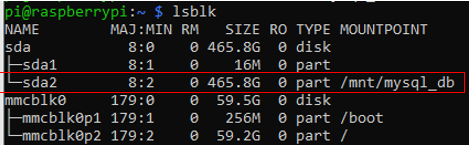 pi@raspberrypi:~ $ lsblk
NAME        MAJ:MIN RM   SIZE RO TYPE MOUNTPOINT
sda           8:0    0 465.8G  0 disk
├─sda1        8:1    0    16M  0 part
└─sda2        8:2    0 465.8G  0 part /mnt/mysql_db
mmcblk0     179:0    0  59.5G  0 disk
├─mmcblk0p1 179:1    0   256M  0 part /boot
└─mmcblk0p2 179:2    0  59.2G  0 part /